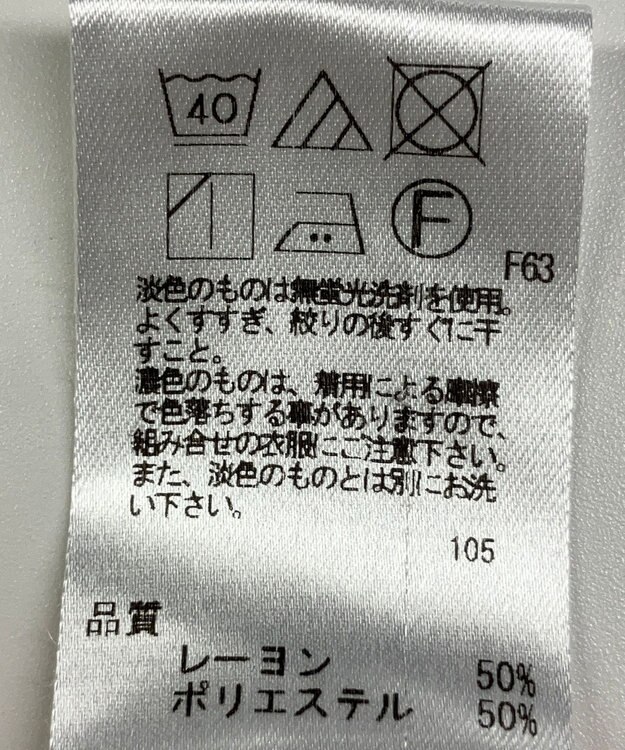 40
F
F63
淡色のものは無蛍光洗剤を使用。
よくすすぎ、絞りの後すぐに干
すこと。
濃色のものは、着用による摩擦
で色落ちする事がありますので、
組み合せの衣服にご注意下さい。
また、淡色のものとは別にお洗
い下さい。
105
品質
レーヨン 50%
ポリエステル 50%